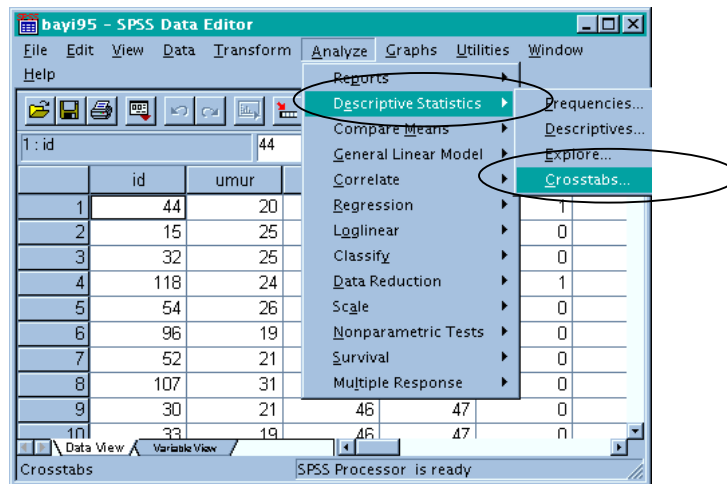 bayi95 - SPSS Data Editor
File Edit View Data Transform Analyze Graphs Utilities Window
Help
Reports
Descriptive Statistics
Compare Means
General Linear Model
Correlate
Regression
Loglinear
Classify
Data Reduction
Scale
Nonparametric Tests
Survival
Multiple Response
Frequencies...
Descriptives...
Explore...
Crosstabs...
1 : id 44
id umur
1 44 20 1
2 15 25 0
3 32 25 0
4 118 24 1
5 54 26 0
6 96 19 0
7 52 21 0
8 107 31 0
9 30 21 46 47 0
10 33 19 46 47 0
Data View Variable View
Crosstabs SPSS Processor is ready